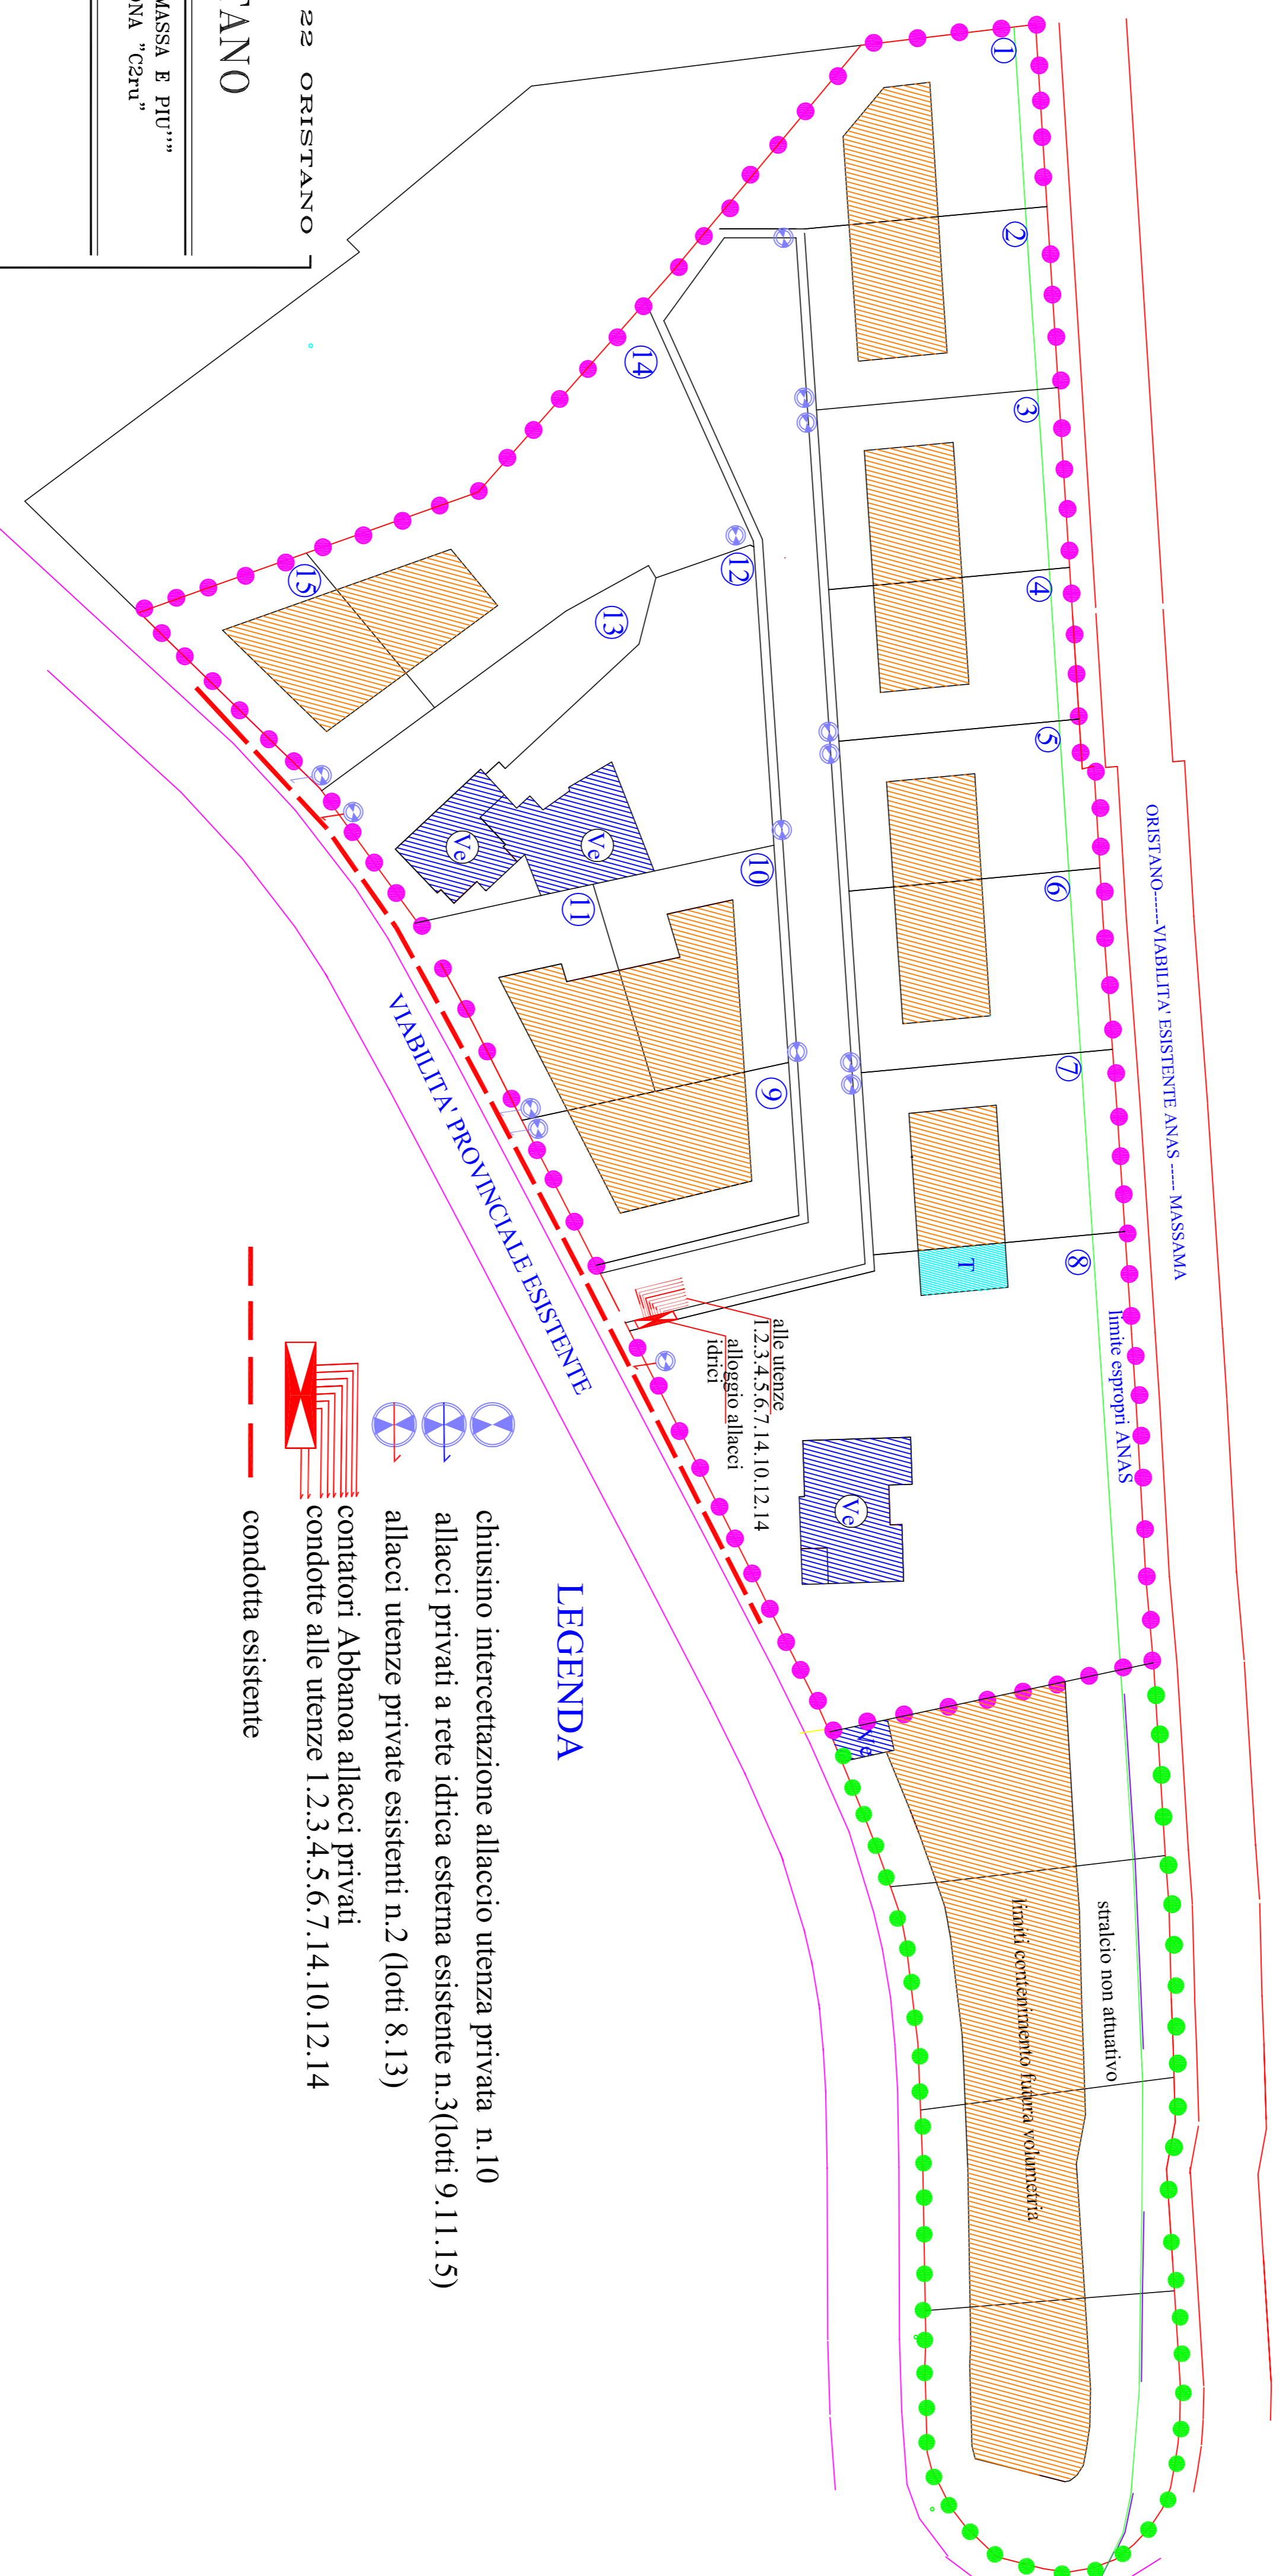 22 ORISTANO
TANO
MASSA E PIU'""
ONA "C2ru"
ORISTANO------VIABILITA' ESISTENTE ANAS ----- MASSAMA
limite espropri ANAS
1
2
3
4
5
6
7
8
T
14
12
13
15
10
11
9
Ve
Ve
Ve
Ve
alle utenze
1.2.3.4.5.6.7.14.10.12.14
alloggio allacci
idrici
VIABILITA' PROVINCIALE ESISTENTE
stralcio non attuativo
limiti contenimento futura volumetria
LEGENDA
chiusino intercettazione allaccio utenza privata n.10
allacci privati a rete idrica esterna esistente n.3(lotti 9.11.15)
allacci utenze private esistenti n.2 (lotti 8.13)
contatori Abbanoa allacci privati
condotte alle utenze 1.2.3.4.5.6.7.14.10.12.14
condotta esistente